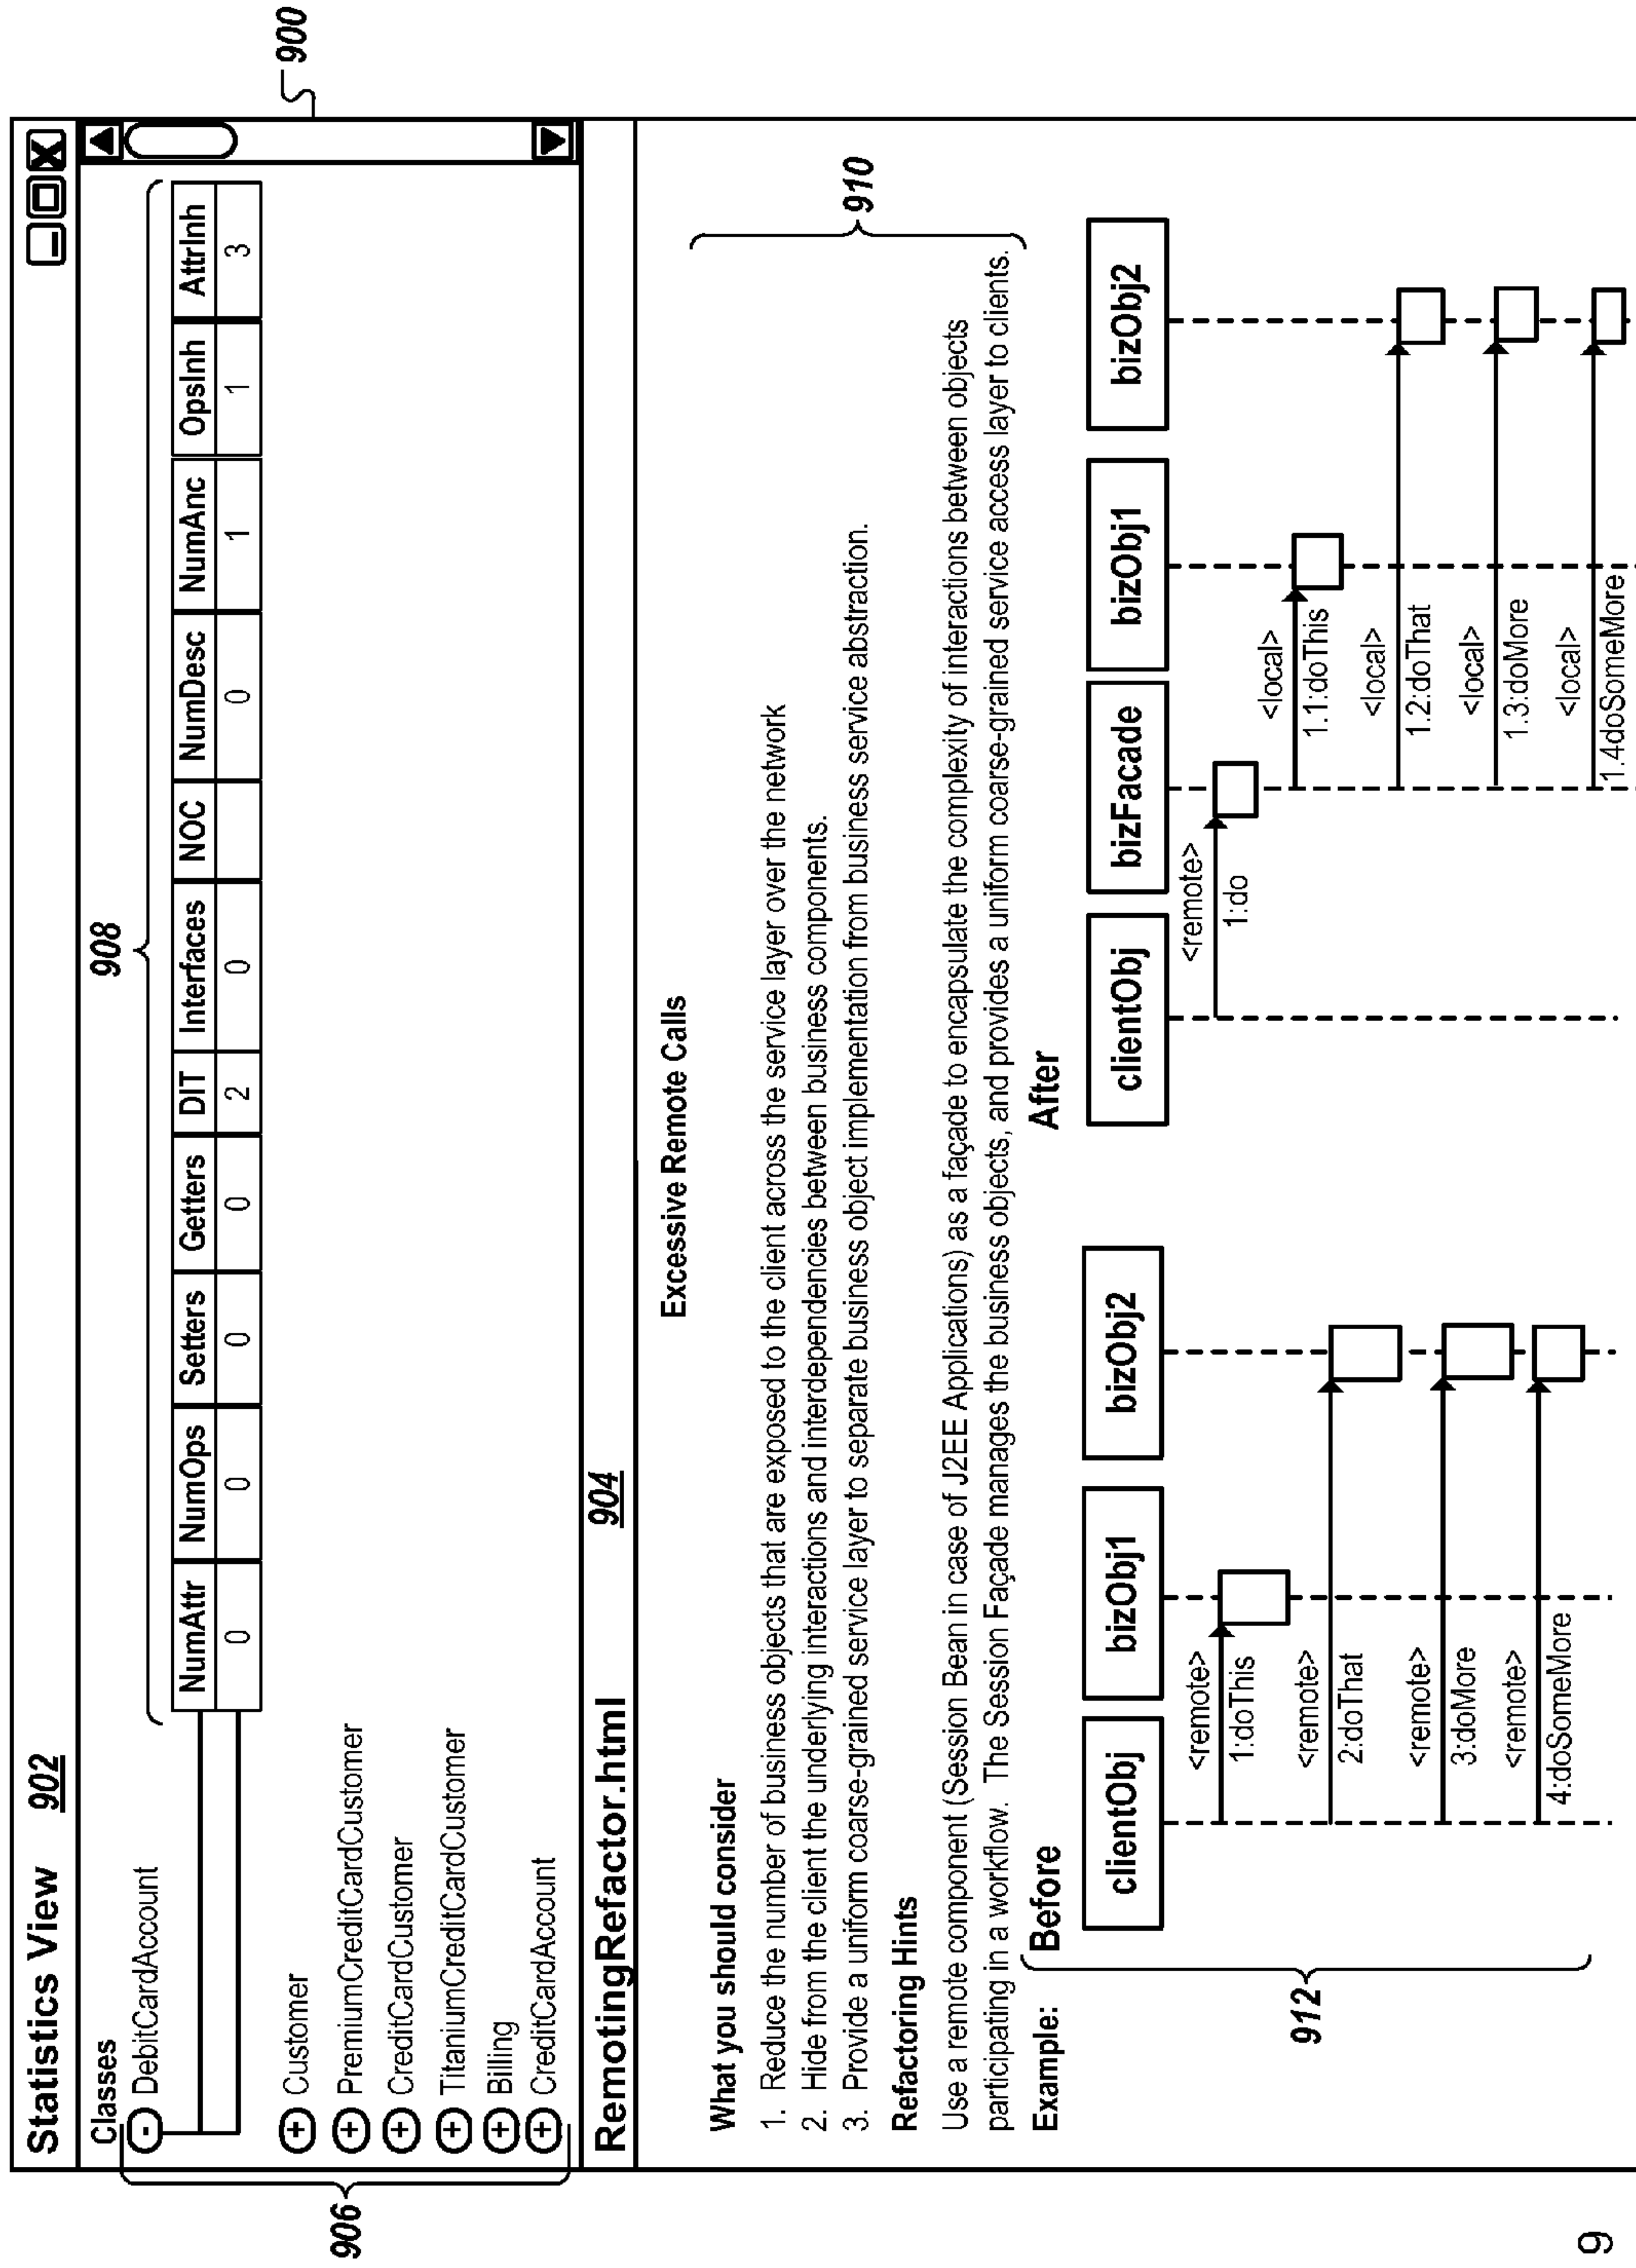 Statistics View 902
900
Classes
908
DebitCardAccount
NumAttr NumOps Setters Getters DIT Interfaces NOC NumDesc NumAnc OpsInh AttrInh
0 0 0 0 2 0 0 1 1 3
906
Customer
PremiumCreditCardCustomer
CreditCardCustomer
TitaniumCreditCardCustomer
Billing
CreditCardAccount
RemotingRefactor.html 904
Excessive Remote Calls
What you should consider
1. Reduce the number of business objects that are exposed to the client across the service layer over the network
2. Hide from the client the underlying interactions and interdependencies between business components.
3. Provide a uniform coarse-grained service layer to separate business object implementation from business service abstraction.
910
Refactoring Hints
Use a remote component (Session Bean in case of J2EE Applications) as a façade to encapsulate the complexity of interactions between objects
participating in a workflow. The Session Façade manages the business objects, and provides a uniform coarse-grained service access layer to clients.
Example: Before After
912
clientObj bizObj1 bizObj2
<remote>
1:doThis
<remote>
2:doThat
<remote>
3:doMore
<remote>
4:doSomeMore
clientObj bizFacade bizObj1 bizObj2
<remote>
1:do
<local>
1.1:doThis
<local>
1.2:doThat
<local>
1.3:doMore
<local>
1.4doSomeMore
9